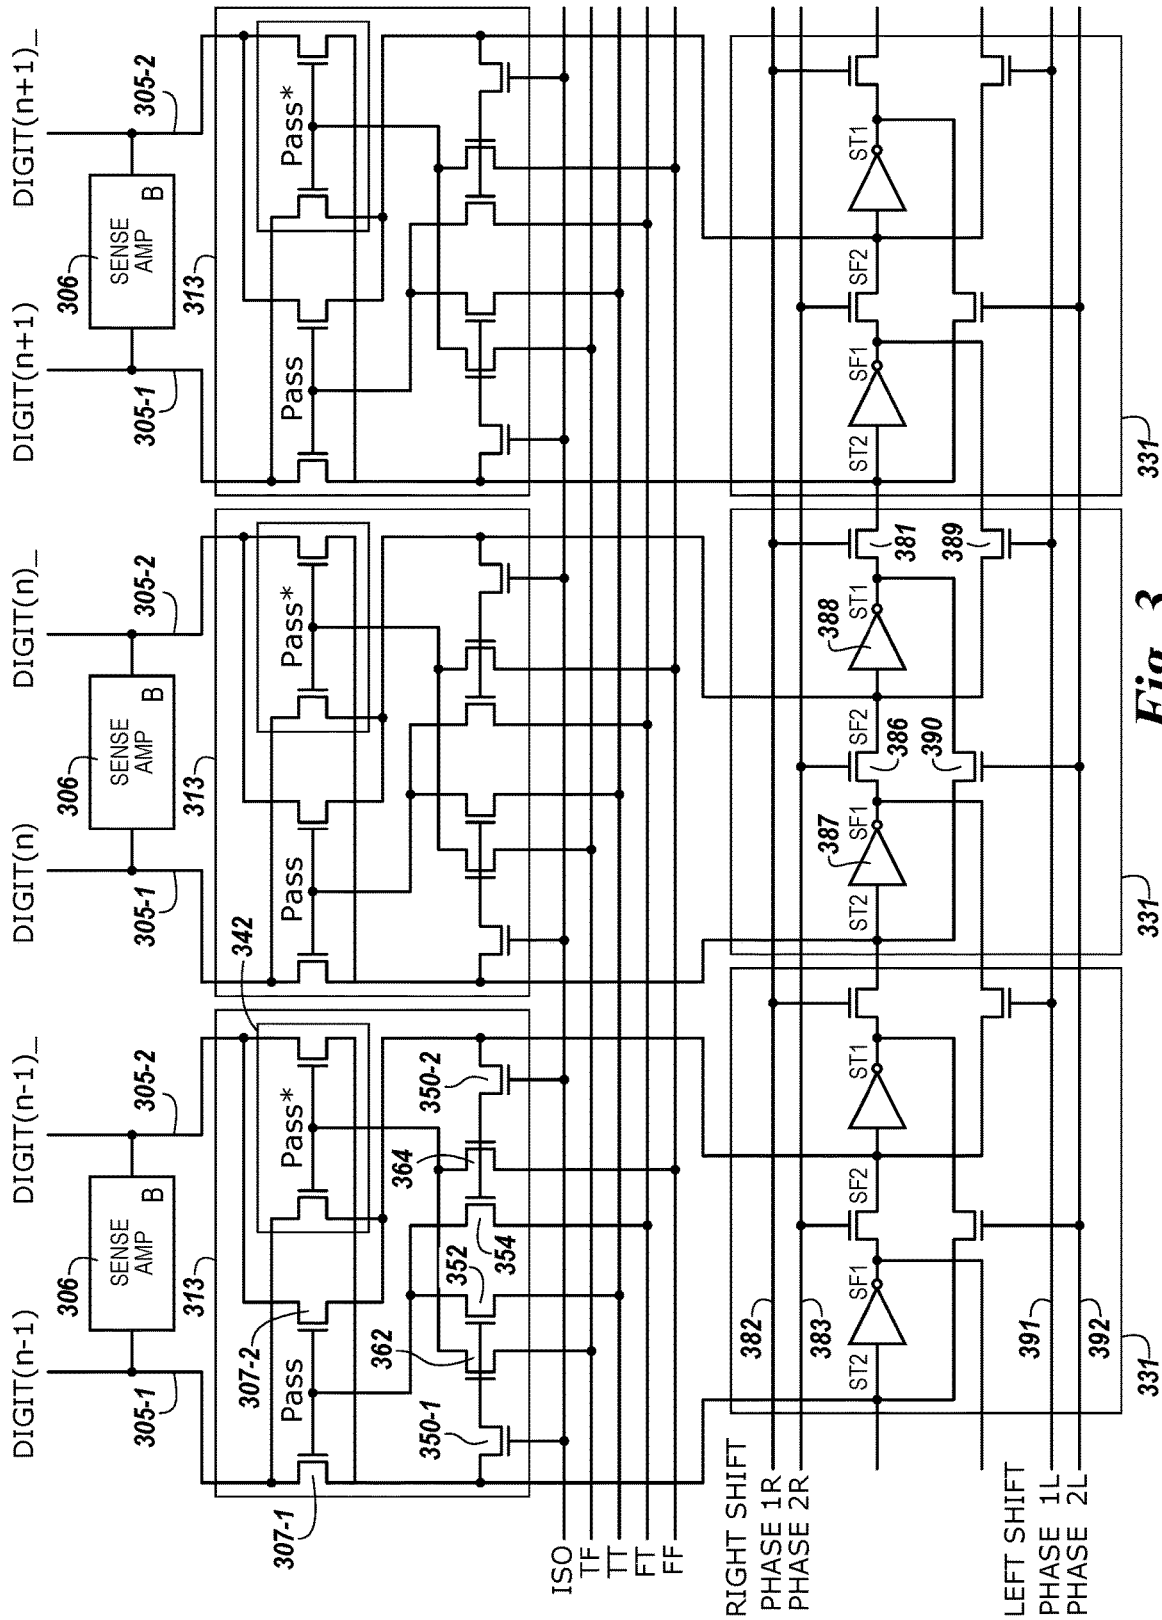 DIGIT(n-1)
DIGIT(n-1)_
DIGIT(n)
DIGIT(n)_
DIGIT(n+1)
DIGIT(n+1)_
305-1
306
SENSE
AMP
B
305-2
305-1
306
SENSE
AMP
B
305-2
305-1
306
SENSE
AMP
B
305-2
313
342
313
313
307-1
Pass
307-2
Pass*
Pass
Pass*
Pass
Pass*
350-1
362
352
354
364
350-2
ISO
TF
TT
FT
FF
RIGHT SHIFT
PHASE 1R
PHASE 2R
382
383
ST2
SF1
SF2
ST1
ST2
387
SF1
386
SF2
388
ST1
381
ST2
SF1
SF2
ST1
390
389
LEFT SHIFT
PHASE 1L
PHASE 2L
391
392
331
331
331
Fig. 3